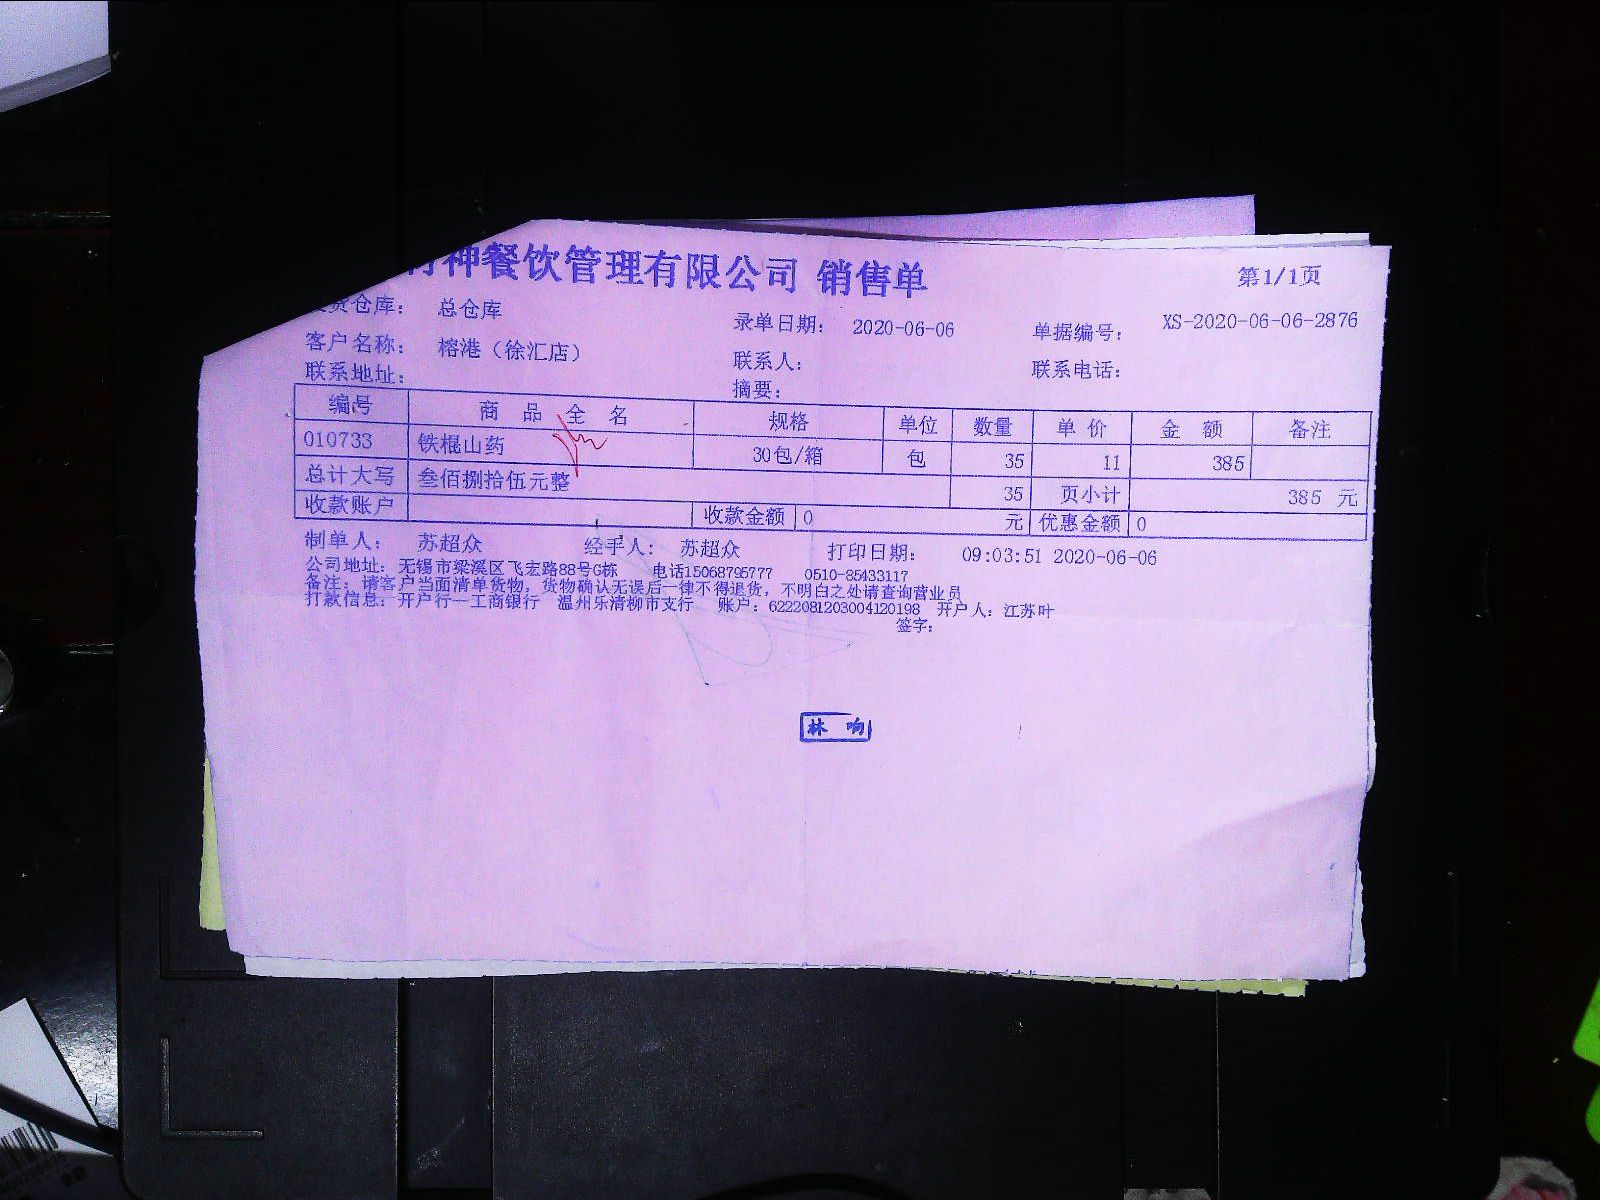 神餐饮管理有限公司 销售单 第1/1页
货仓库： 总仓库 录单日期： 2020-06-06 单据编号： XS-2020-06-06-2876
客户名称： 榕港（徐汇店） 联系人： 联系电话：
联系地址： 摘要：
编号 商 品 全 名 规格 单位 数量 单 价 金 额 备注
010733 铁棍山药 30包/箱 包 35 11 385
总计大写 叁佰捌拾伍元整 35 页小计 385 元
收款账户 收款金额 0 元 优惠金额 0
制单人： 苏超众 经手人： 苏超众 打印日期： 09:03:51 2020-06-06
公司地址：无锡市梁溪区飞宏路88号G栋 电话15068795777 0510-85433117
备注：请客户当面清单货物，货物确认无误后一律不得退货，不明白之处请查询营业员
打款信息：开户行—工商银行 温州乐清柳市支行 账户：6222081203004120198 开户人：江苏叶
签字：
林 响